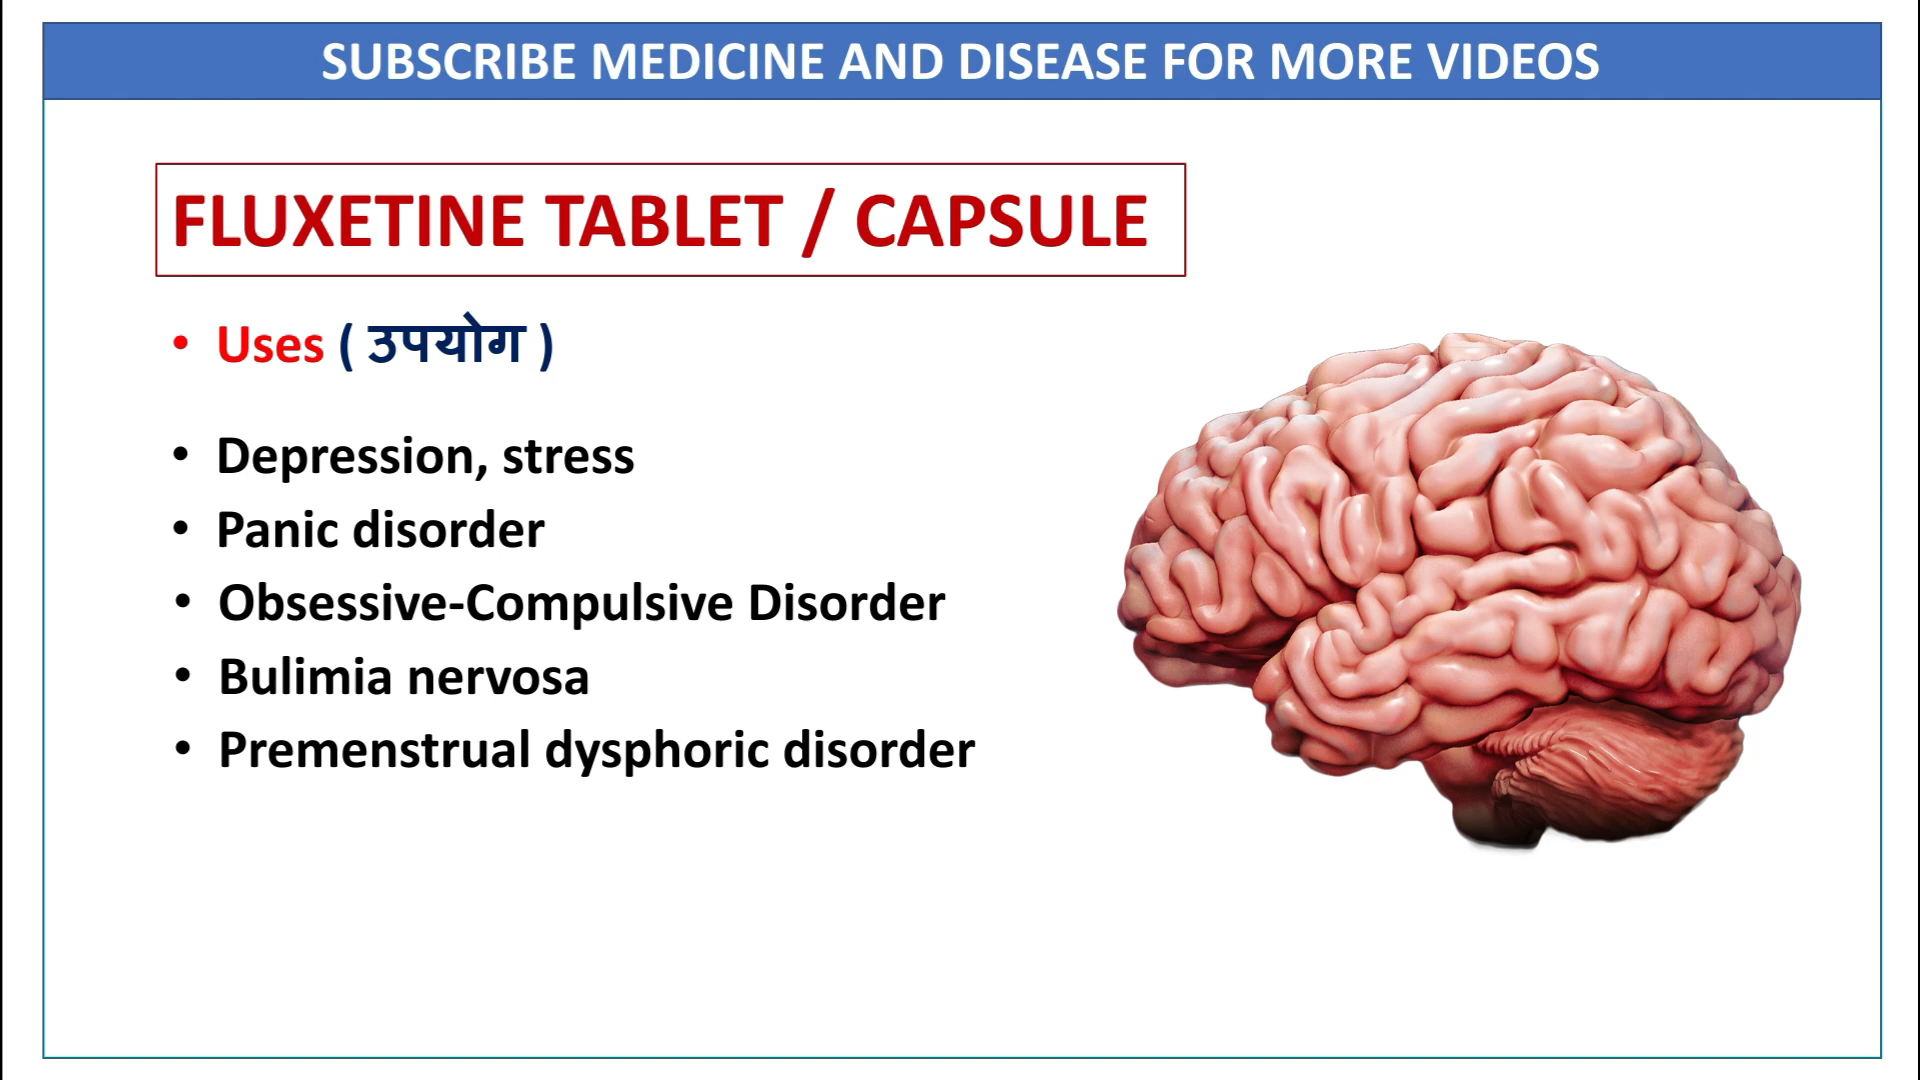 SUBSCRIBE MEDICINE AND DISEASE FOR MORE VIDEOS
FLUXETINE TABLET / CAPSULE
• Uses ( उपयोग )
• Depression, stress
• Panic disorder
• Obsessive-Compulsive Disorder
• Bulimia nervosa
• Premenstrual dysphoric disorder